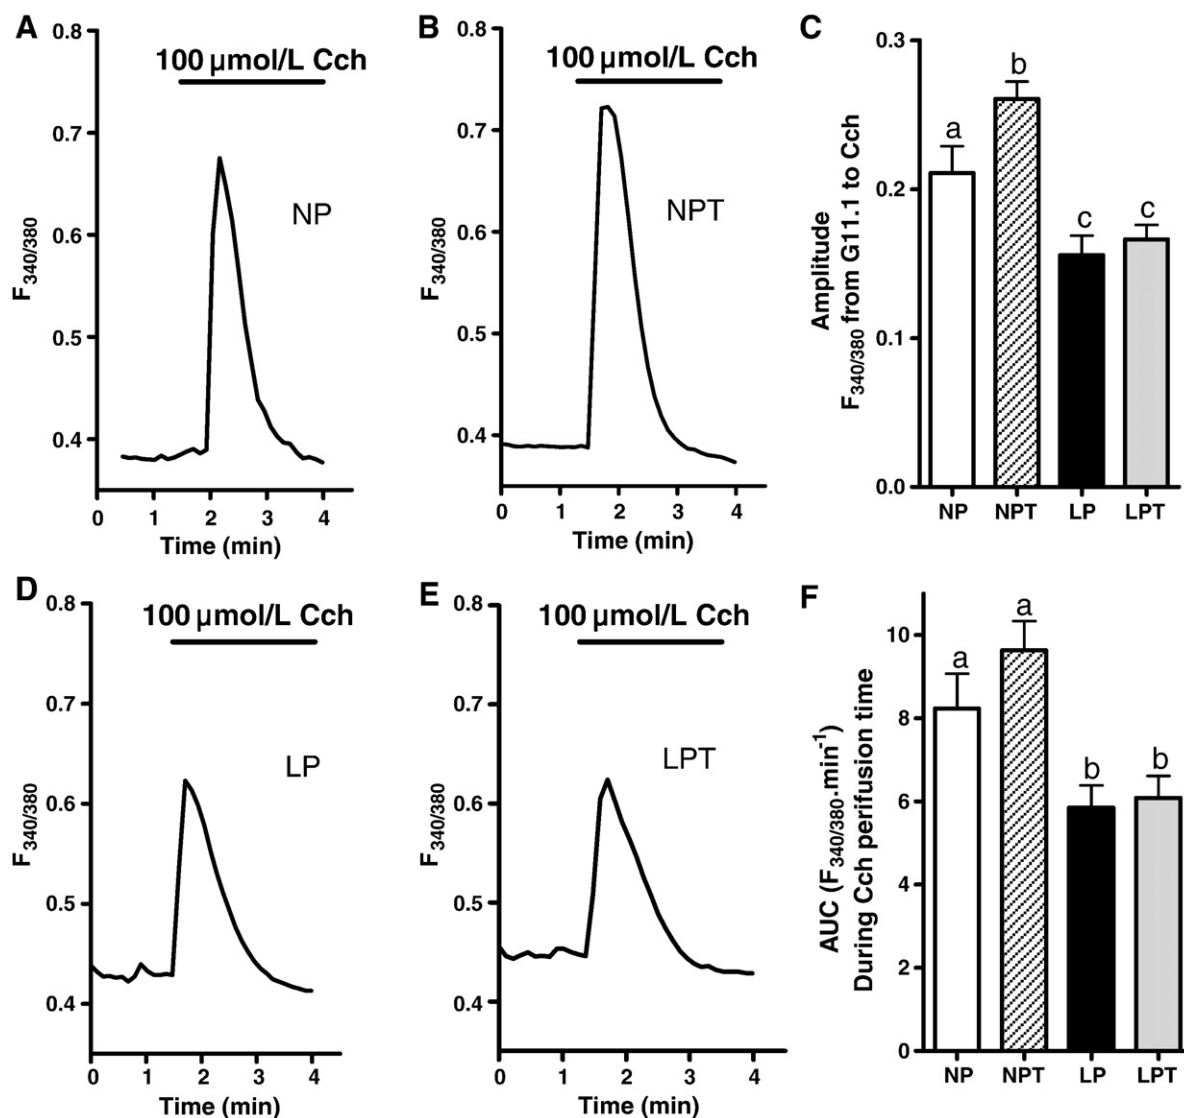 A
0.8
0.7
0.6
0.5
0.4
F340/380
100 µmol/L Cch
NP
0 1 2 3 4
Time (min)
B
0.8
0.7
0.6
0.5
0.4
F340/380
100 µmol/L Cch
NPT
0 1 2 3 4
Time (min)
C
0.3
0.2
0.1
0.0
Amplitude
F340/380 from G11.1 to Cch
a
b
c
c
NP NPT LP LPT
D
0.8
0.7
0.6
0.5
0.4
F340/380
100 µmol/L Cch
LP
0 1 2 3 4
Time (min)
E
0.8
0.7
0.6
0.5
0.4
F340/380
100 µmol/L Cch
LPT
0 1 2 3 4
Time (min)
F
10
8
6
4
2
0
AUC (F340/380.min-1)
During Cch perifusion time
a
a
b
b
NP NPT LP LPT